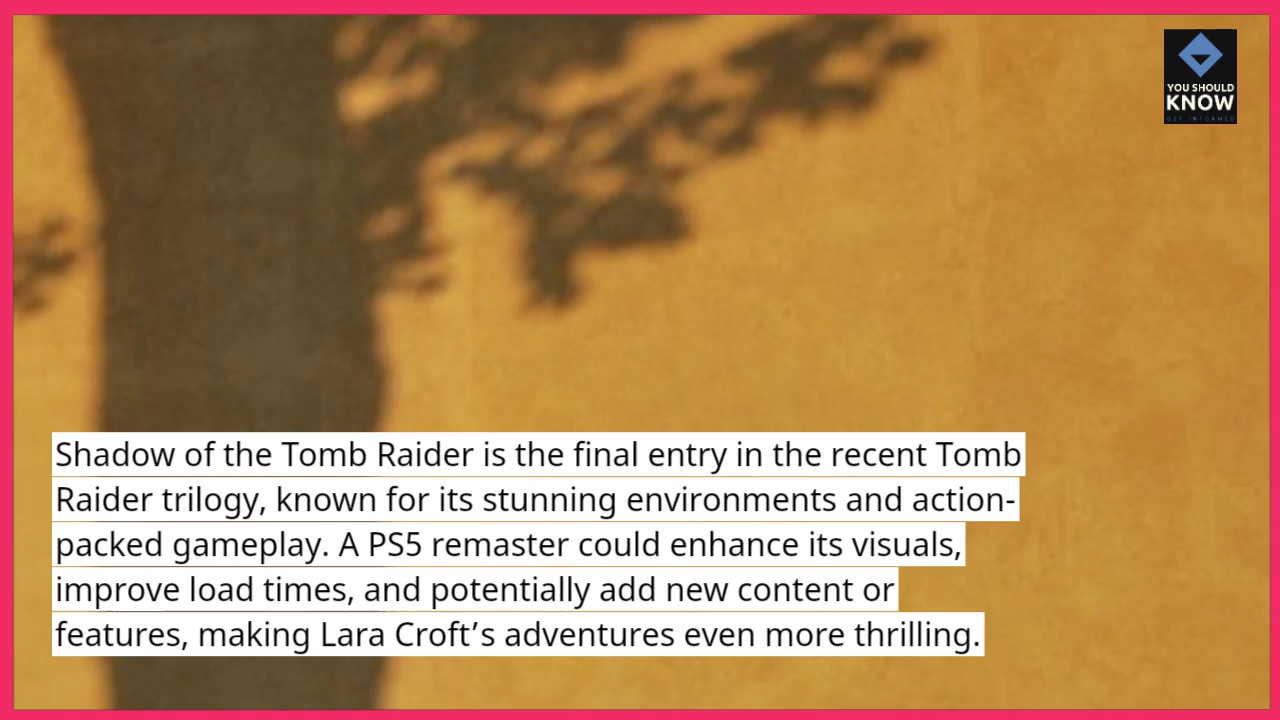 YOU SHOULD
KNOW
GET INFORMED
Shadow of the Tomb Raider is the final entry in the recent Tomb
Raider trilogy, known for its stunning environments and action-
packed gameplay. A PS5 remaster could enhance its visuals,
improve load times, and potentially add new content or
features, making Lara Croft’s adventures even more thrilling.